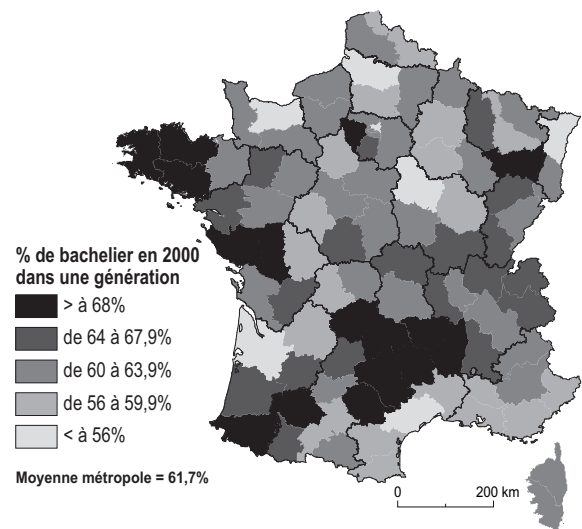 % de bachelier en 2000
dans une génération
> à 68%
de 64 à 67,9%
de 60 à 63,9%
de 56 à 59,9%
< à 56%
Moyenne métropole = 61,7%
0 200 km